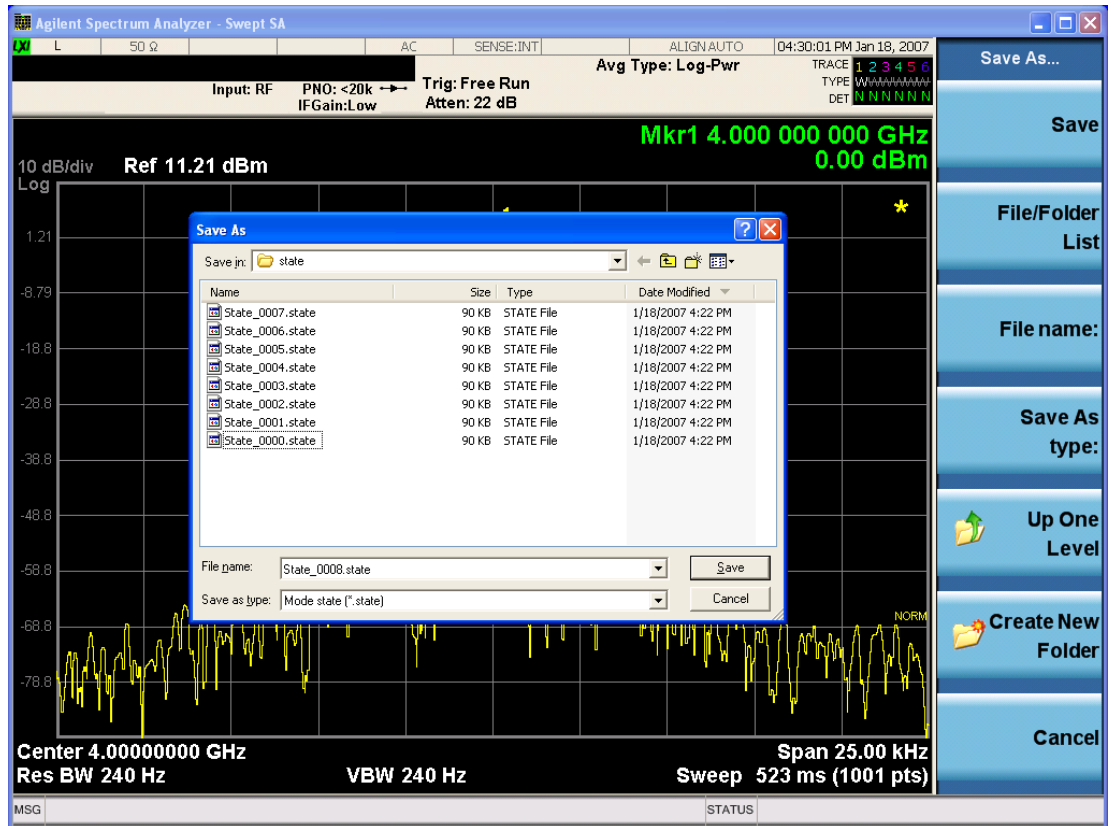 Agilent Spectrum Analyzer - Swept SA
LXI L 50 Ω AC SENSE:INT ALIGN AUTO 04:30:01 PM Jan 18, 2007
Input: RF PNO: <20k Trig: Free Run Avg Type: Log-Pwr TRACE 1 2 3 4 5 6
IFGain:Low Atten: 22 dB TYPE WWWWWW
DET N N N N N N
Mkr1 4.000 000 000 GHz
0.00 dBm
10 dB/div Ref 11.21 dBm
Log
1.21
-8.79
-18.8
-28.8
-38.8
-48.8
-58.8
-68.8
-78.8
NORM
Save As
Save in: state
Name Size Type Date Modified
State_0007.state 90 KB STATE File 1/18/2007 4:22 PM
State_0006.state 90 KB STATE File 1/18/2007 4:22 PM
State_0005.state 90 KB STATE File 1/18/2007 4:22 PM
State_0004.state 90 KB STATE File 1/18/2007 4:22 PM
State_0003.state 90 KB STATE File 1/18/2007 4:22 PM
State_0002.state 90 KB STATE File 1/18/2007 4:22 PM
State_0001.state 90 KB STATE File 1/18/2007 4:22 PM
State_0000.state 90 KB STATE File 1/18/2007 4:22 PM
File name: State_0008.state Save
Save as type: Mode state (*.state) Cancel
Center 4.00000000 GHz Span 25.00 kHz
Res BW 240 Hz VBW 240 Hz Sweep 523 ms (1001 pts)
MSG STATUS
Save As...
Save
File/Folder
List
File name:
Save As
type:
Up One
Level
Create New
Folder
Cancel